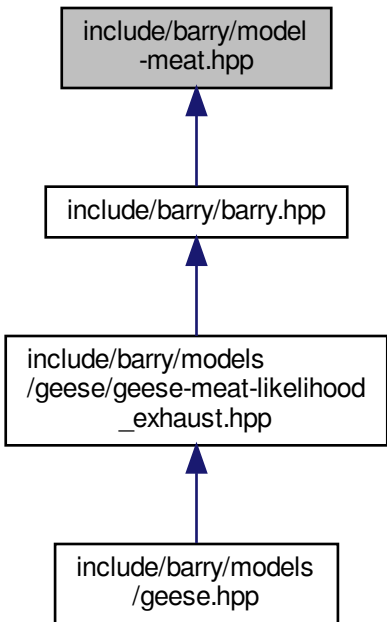 include/barry/model
-meat.hpp
include/barry/barry.hpp
include/barry/models
/geese/geese-meat-likelihood
_exhaust.hpp
include/barry/models
/geese.hpp